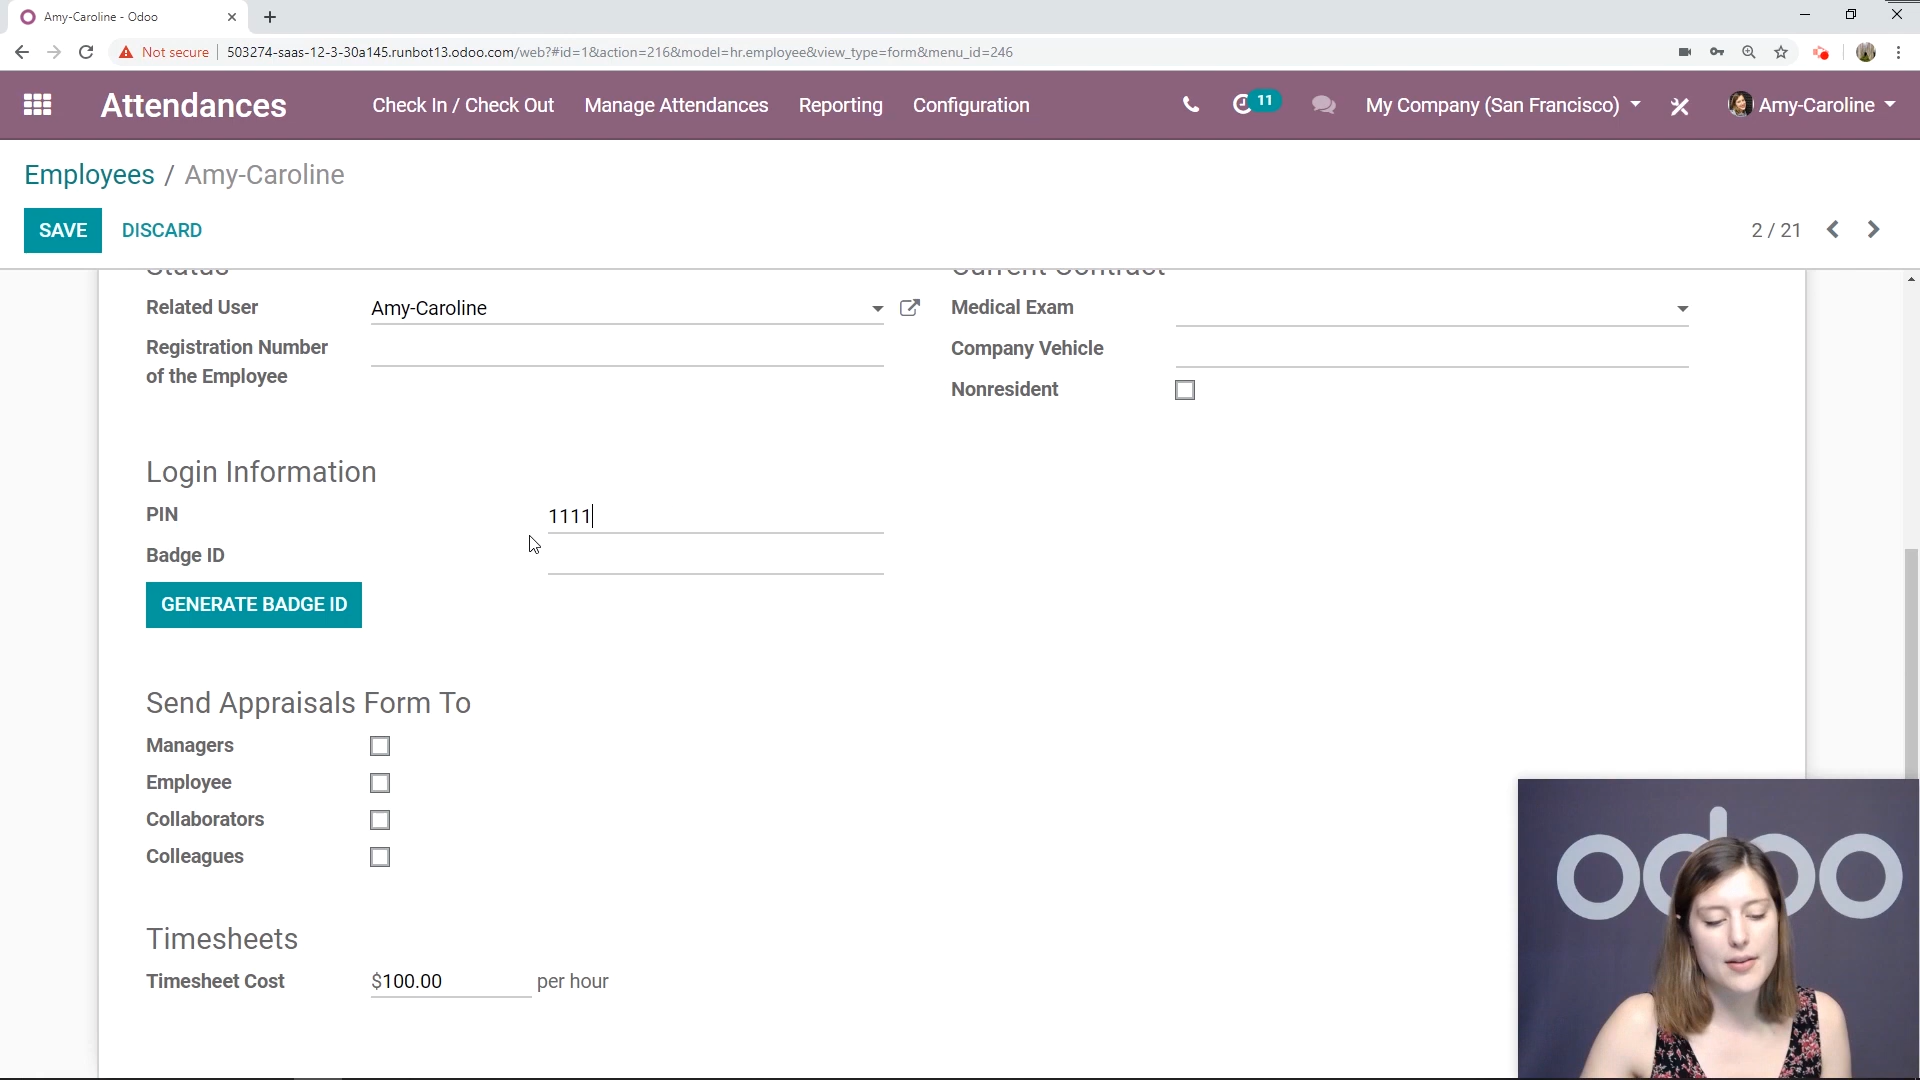 Amy-Caroline - Odoo
Not secure 503274-saas-12-3-30a145.runbot13.odoo.com/web?#id=1&action=216&model=hr.employee&view_type=form&menu_id=246
Attendances Check In / Check Out Manage Attendances Reporting Configuration 11 My Company (San Francisco) Amy-Caroline
Employees / Amy-Caroline
SAVE DISCARD 2 / 21
Status Current Contract
Related User Amy-Caroline Medical Exam
Registration Number
of the Employee
Company Vehicle
Nonresident
Login Information
PIN 1111
Badge ID
GENERATE BADGE ID
Send Appraisals Form To
Managers
Employee
Collaborators
Colleagues
Timesheets
Timesheet Cost $100.00 per hour
odoo